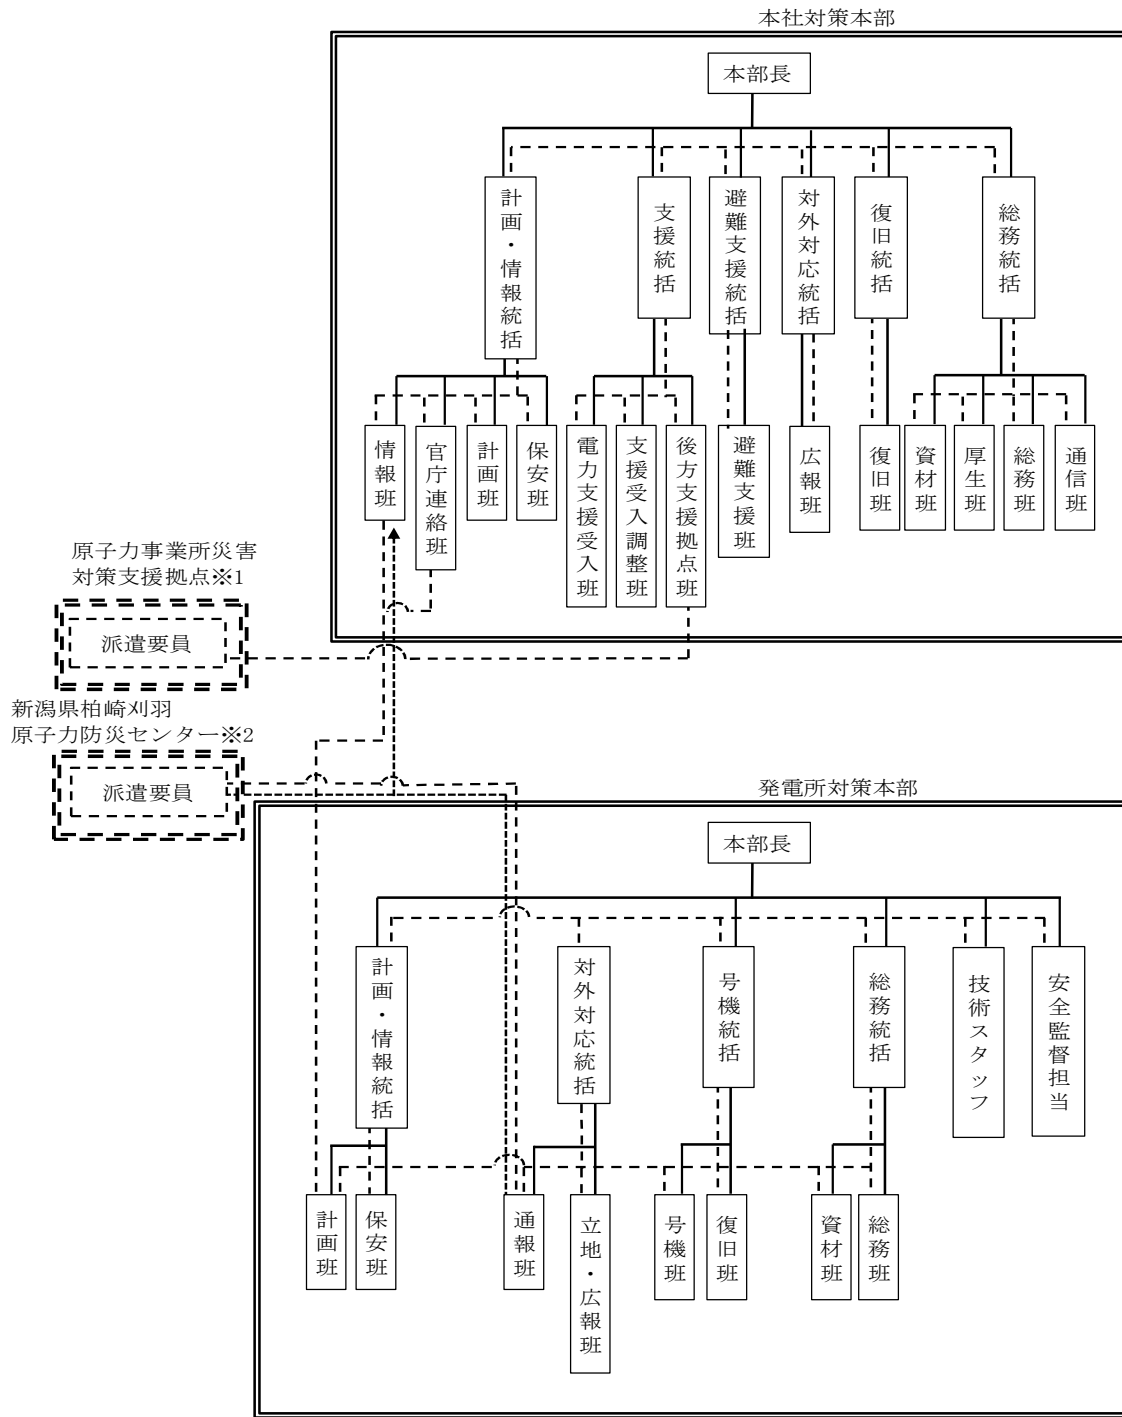 本社対策本部
本部長
計画・情報統括
支援統括
避難支援統括
対外対応統括
復旧統括
総務統括
情報班
官庁連絡班
計画班
保安班
電力支援受入班
支援受入調整班
後方支援拠点班
避難支援班
広報班
復旧班
資材班
厚生班
総務班
通信班
原子力事業所災害
対策支援拠点※1
派遣要員
新潟県柏崎刈羽
原子力防災センター※2
派遣要員
発電所対策本部
本部長
計画・情報統括
対外対応統括
号機統括
総務統括
技術スタッフ
安全監督担当
計画班
保安班
通報班
立地・広報班
号機班
復旧班
資材班
総務班